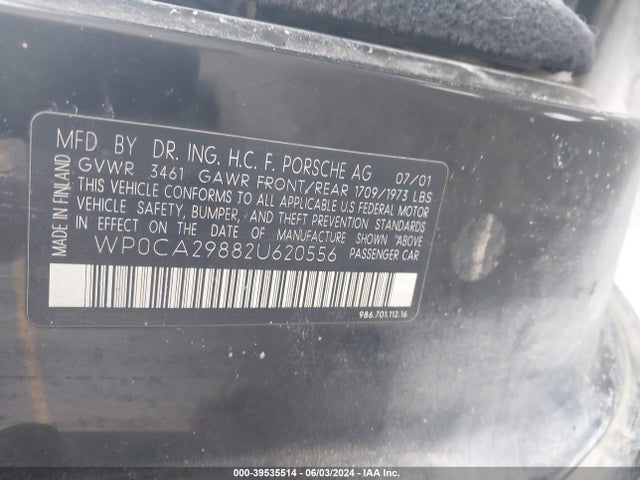 MFD. BY DR. ING. H.C. F. PORSCHE AG 07/01
GVWR 3461 GAWR FRONT/REAR 1709/1973 LBS
THIS VEHICLE CONFORMS TO ALL APPLICABLE U.S FEDERAL MOTOR
VEHICLE SAFETY, BUMPER, AND THEFT PREVENTION STANDARDS
IN EFFECT ON THE DATE OF MANUFACTURE SHOWN ABOVE
WP0CA29882U620556 PASSENGER CAR
MADE IN FINLAND
986.701.112.16
000-39535514 - 06/03/2024 - IAA Inc.